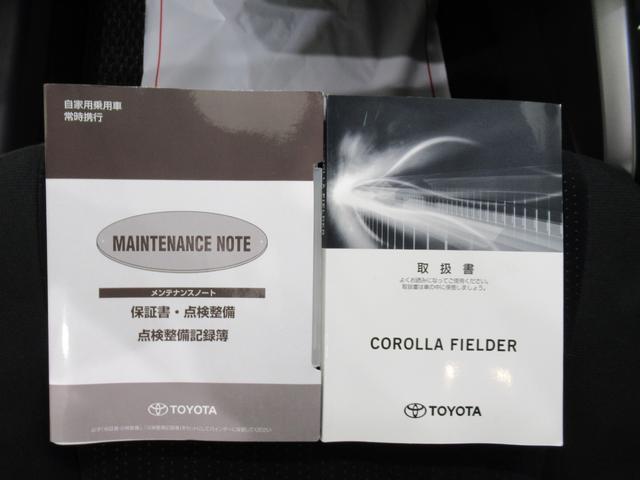 自家用乗用車
常時携行
MAINTENANCE NOTE
メンテナンスノート
保証書・点検整備
点検整備記録簿
TOYOTA
FIELDER
取扱書
よくお読みになってご使用ください。
取扱書は車の中に保管しましょう。
COROLLA FIELDER
TOYOTA